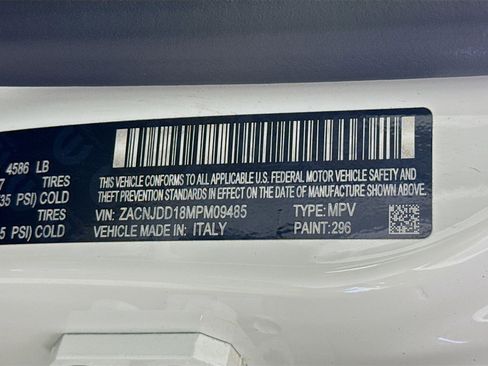 4586 LB
7 TIRES
35 PSI) COLD
TIRES
5 PSI) COLD
THIS VEHICLE CONFORMS TO ALL APPLICABLE U.S. FEDERAL MOTOR VEHICLE SAFETY AND THEFT
PREVENTION STANDARDS IN EFFECT ON THE DATE OF MANUFACTURE SHOWN ABOVE.
VIN: ZACNJDD18MPM09485 TYPE: MPV
VEHICLE MADE IN: ITALY PAINT: 296